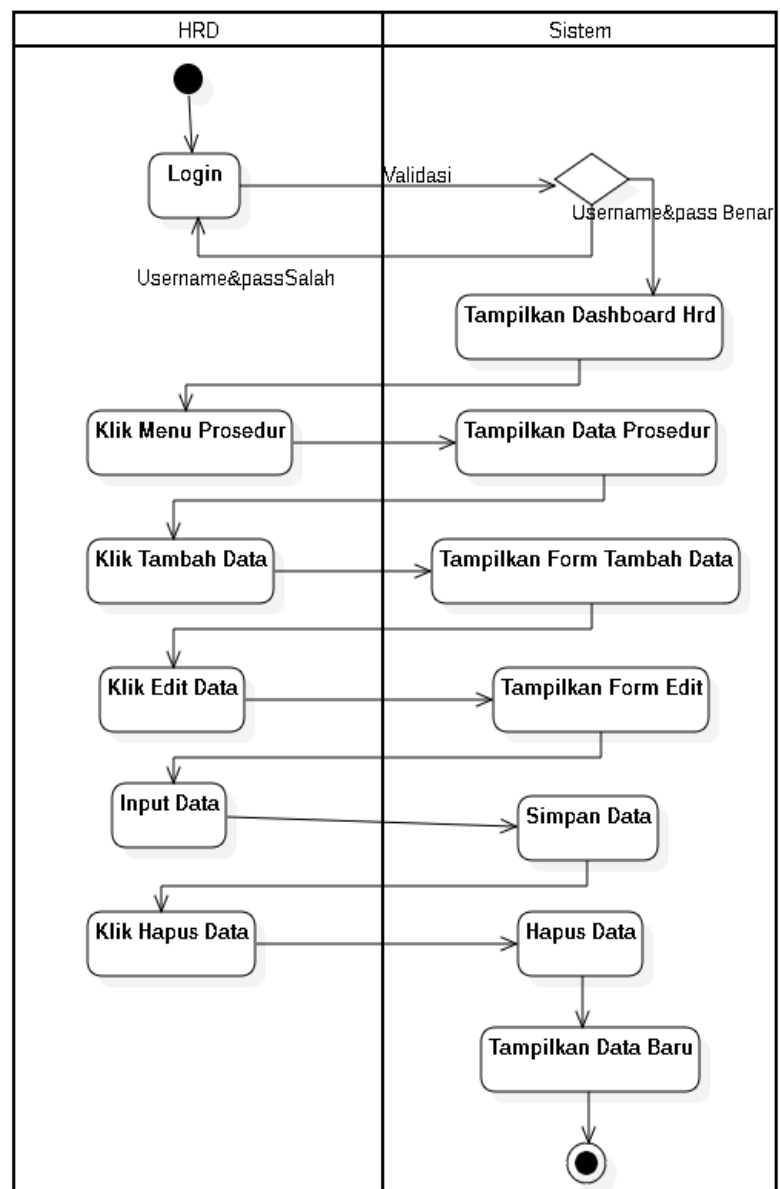 HRD
Sistem
Login
Validasi
Username&pass Benar
Username&passSalah
Tampilkan Dashboard Hrd
Klik Menu Prosedur
Tampilkan Data Prosedur
Klik Tambah Data
Tampilkan Form Tambah Data
Klik Edit Data
Tampilkan Form Edit
Input Data
Simpan Data
Klik Hapus Data
Hapus Data
Tampilkan Data Baru